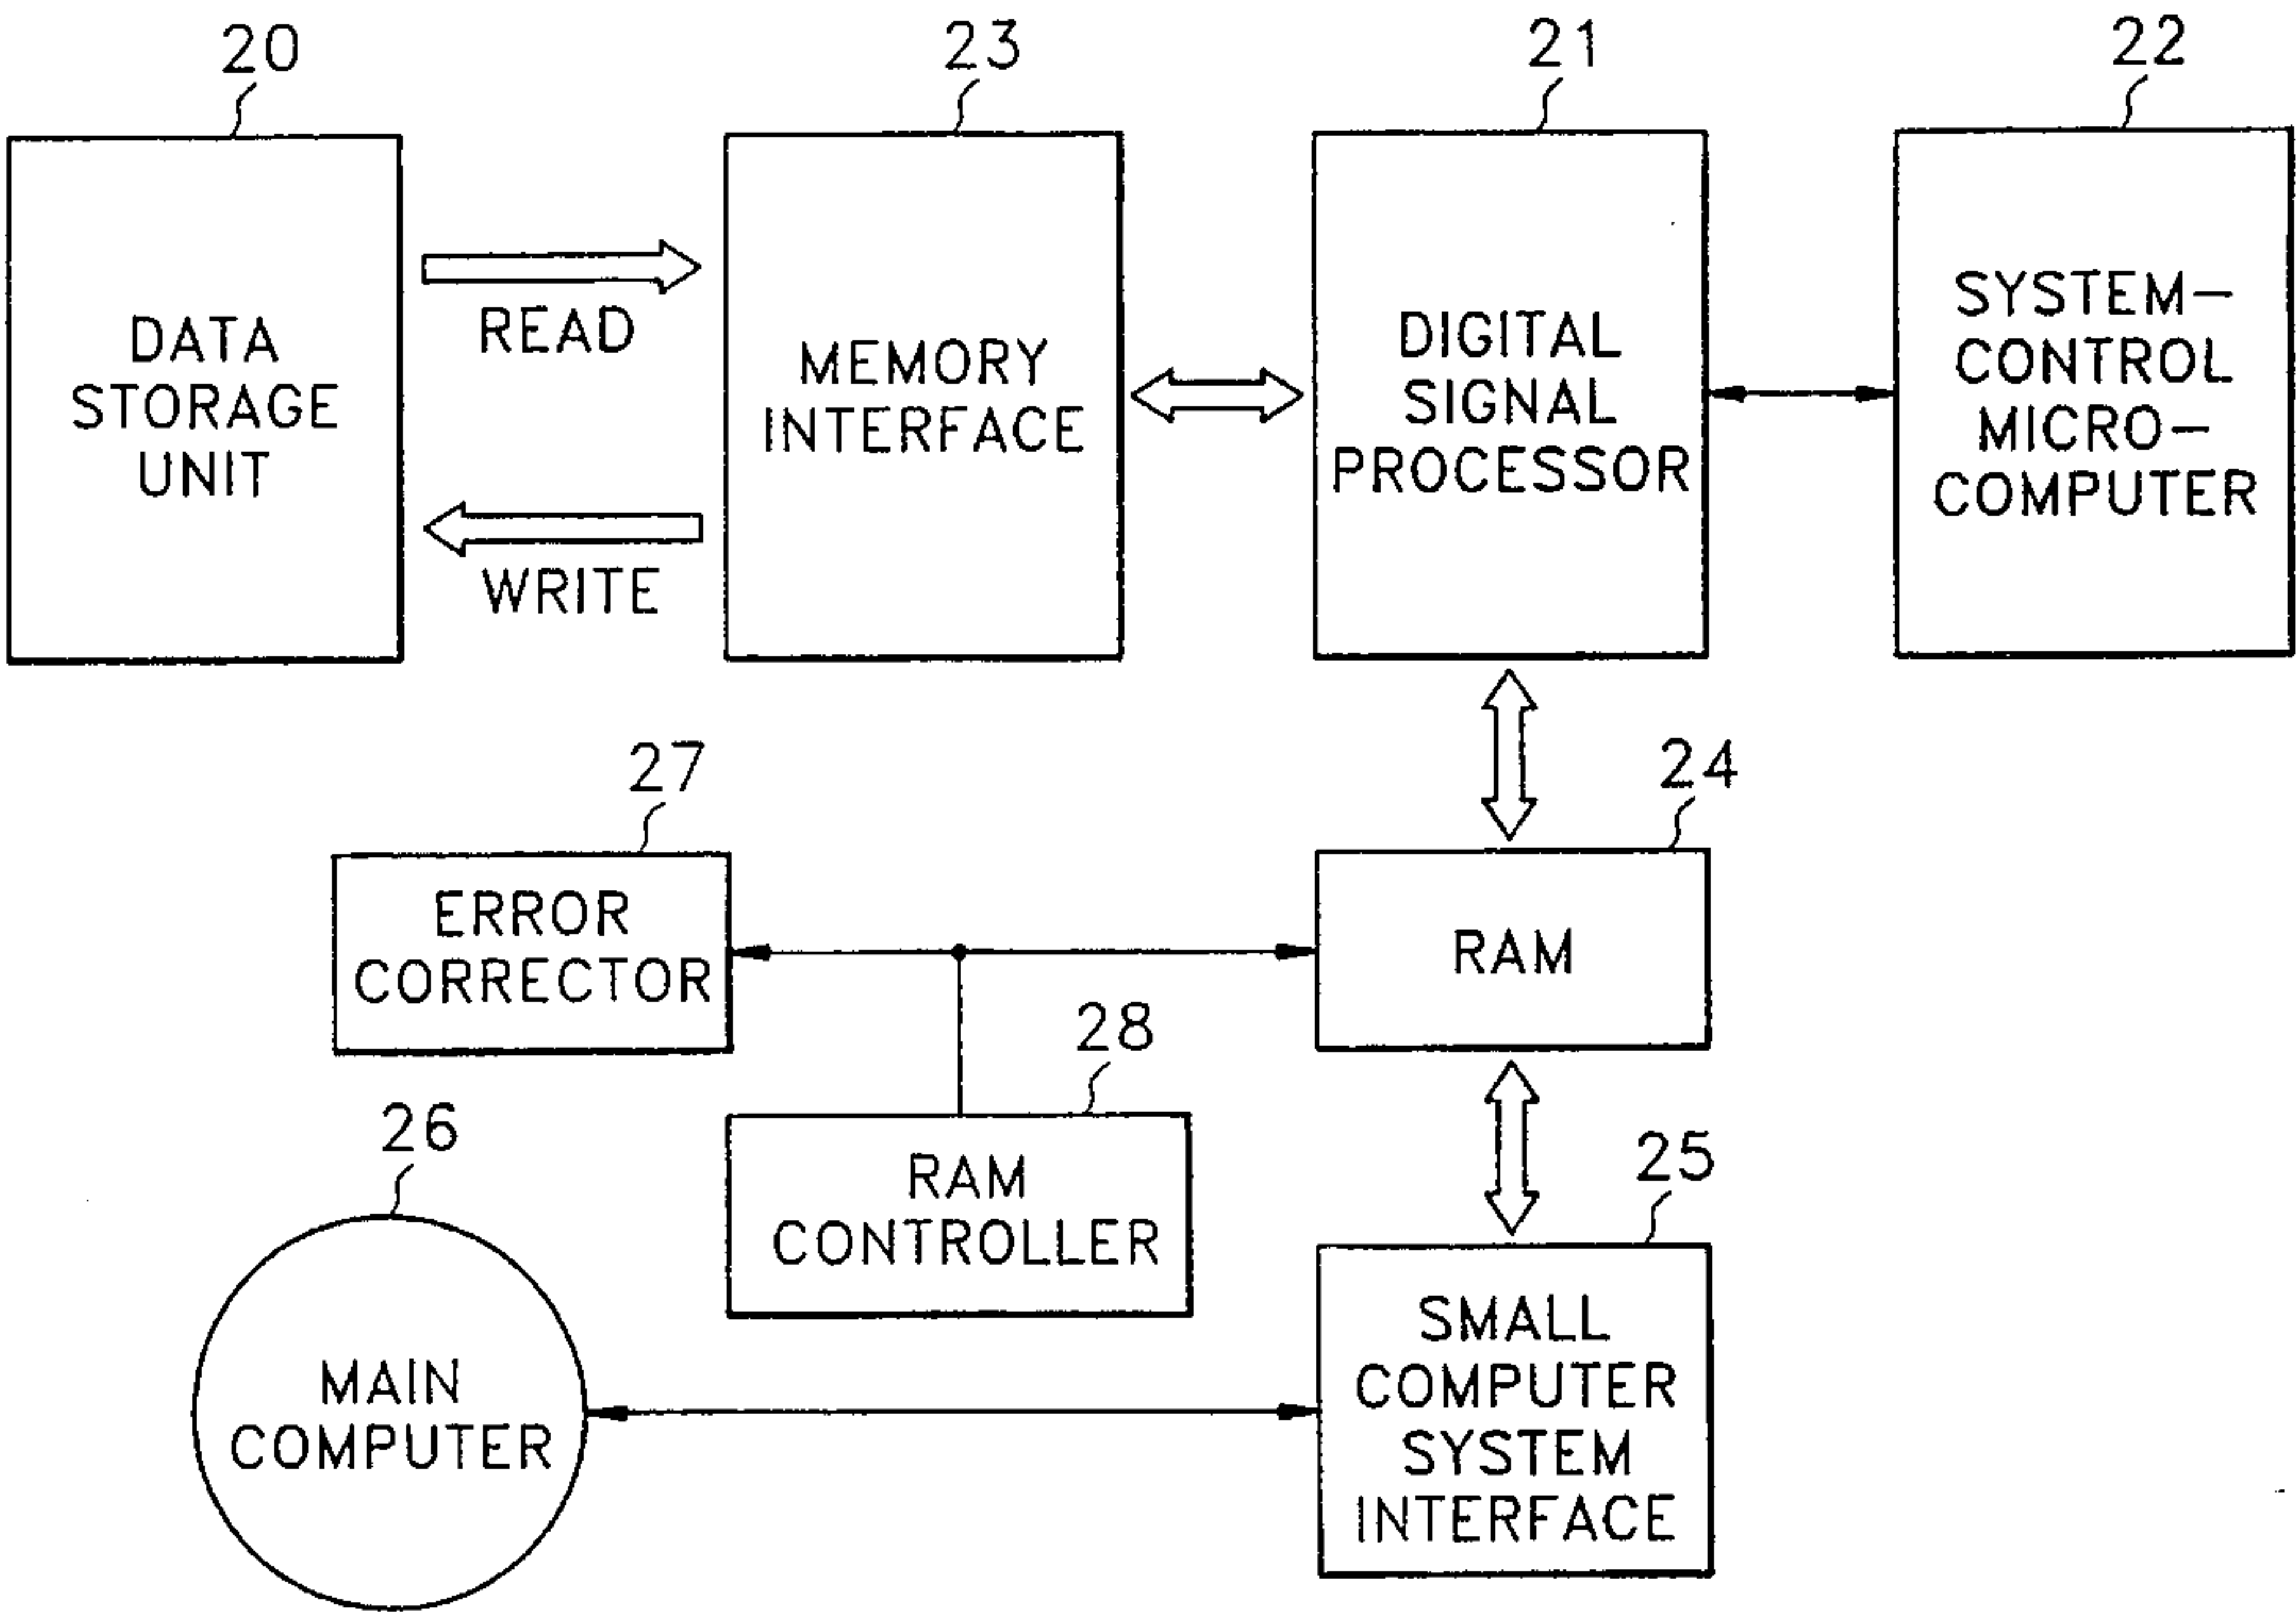 20
23
21
22
DATA
STORAGE
UNIT
READ
WRITE
MEMORY
INTERFACE
DIGITAL
SIGNAL
PROCESSOR
SYSTEM-
CONTROL
MICRO-
COMPUTER
27
24
ERROR
CORRECTOR
RAM
28
26
25
RAM
CONTROLLER
MAIN
COMPUTER
SMALL
COMPUTER
SYSTEM
INTERFACE